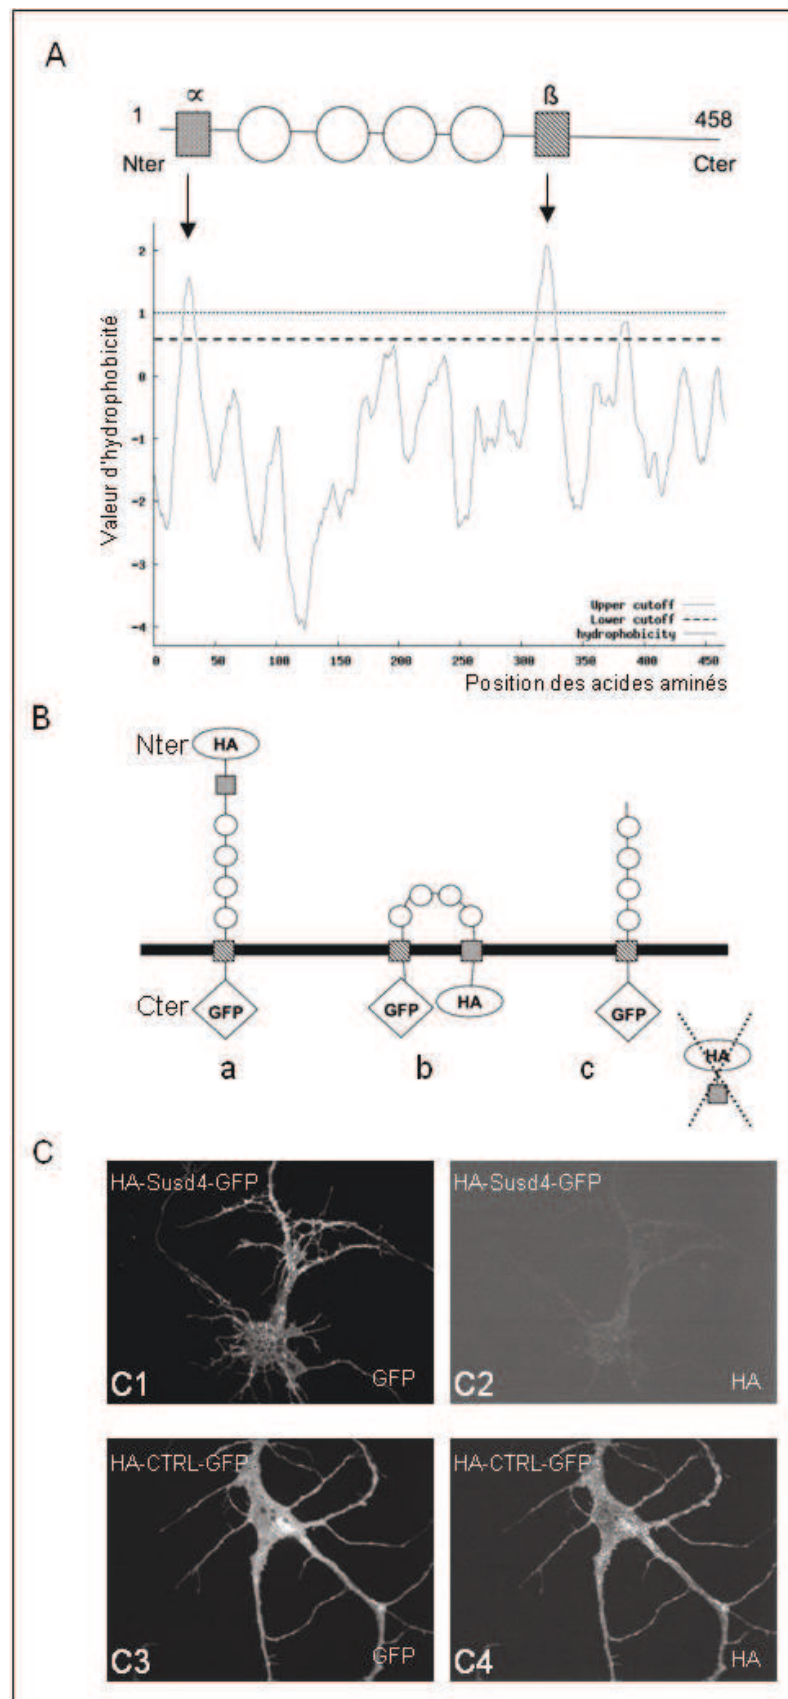 A
∝ ß
1 458
Nter Cter
Valeur d'hydrophobicité
2
1
0
-1
-2
-3
-4
Upper cutoff
Lower cutoff
hydrophobicity
0 50 100 150 200 250 300 350 400 450
Position des acides aminés
B
Nter HA
Cter GFP GFP HA GFP HA
a b c
C
HA-Susd4-GFP HA-Susd4-GFP
C1 GFP C2 HA
HA-CTRL-GFP HA-CTRL-GFP
C3 GFP C4 HA